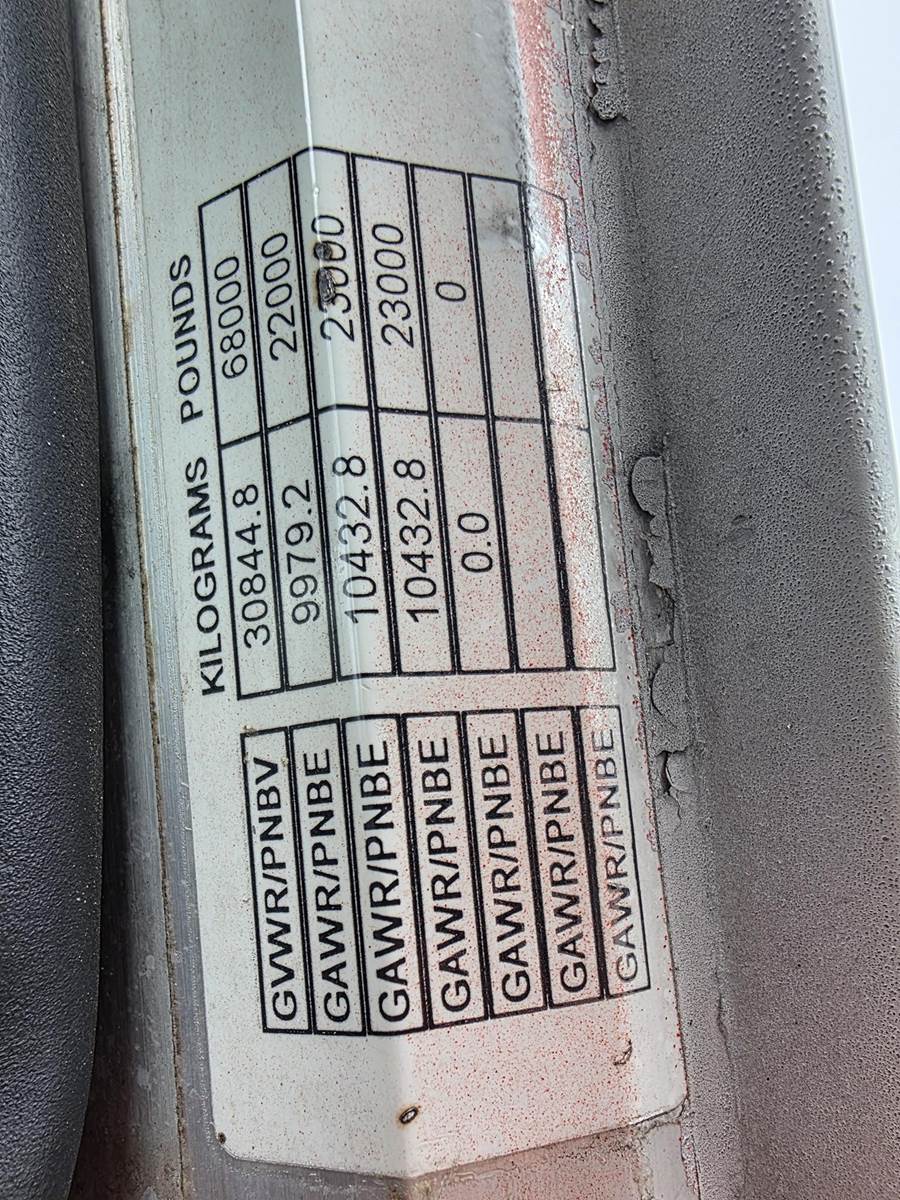 KILOGRAMS POUNDS
GVWR/PNBV 30844.8 68000
GAWR/PNBE 9979.2 22000
GAWR/PNBE 10432.8 23000
GAWR/PNBE 10432.8 23000
GAWR/PNBE 0.0 0
GAWR/PNBE
GAWR/PNBE